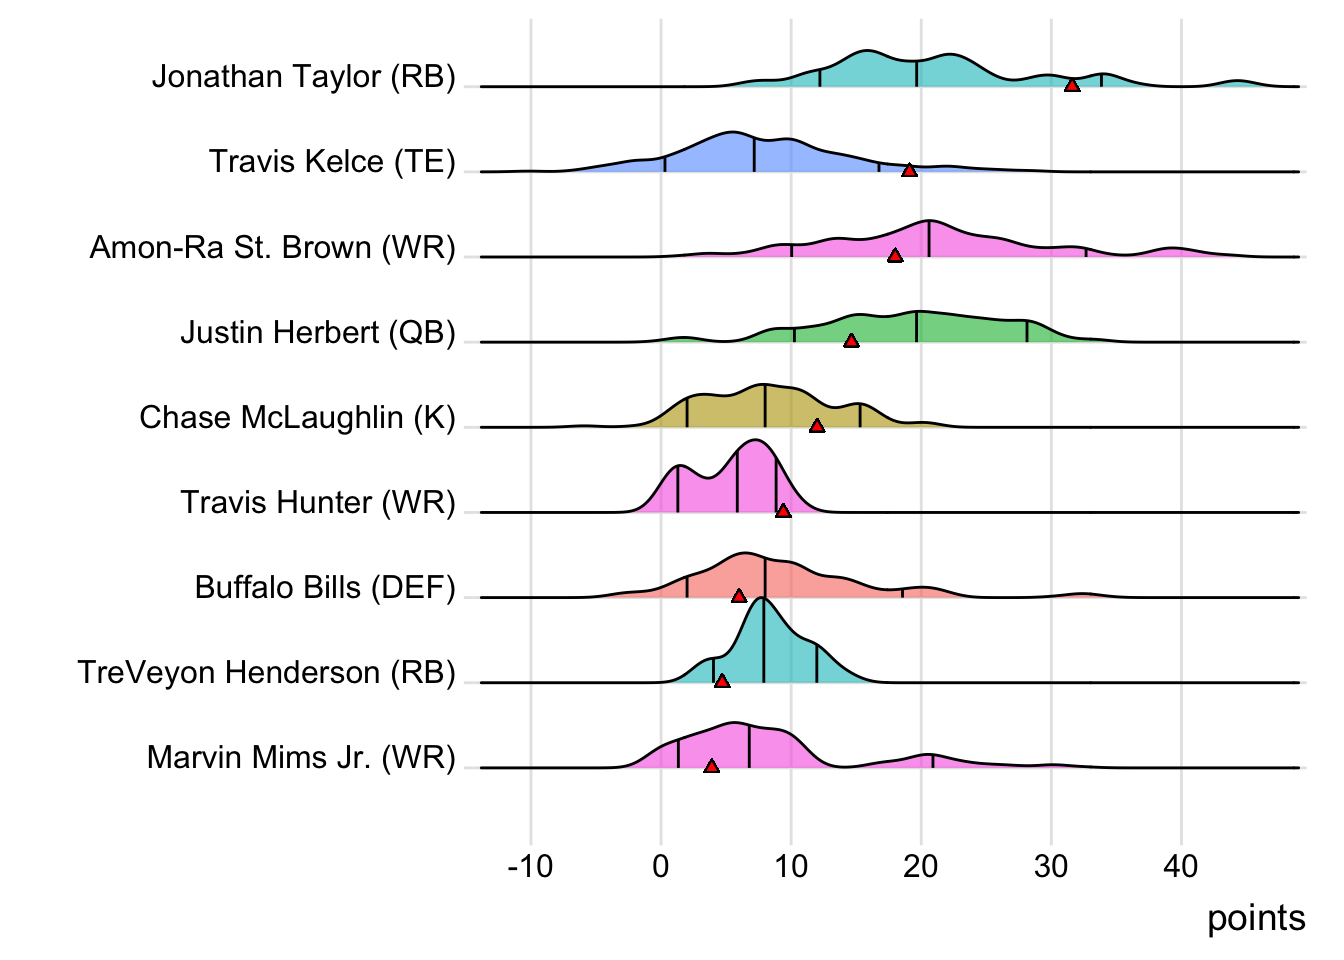 Jonathan Taylor (RB)
Travis Kelce (TE)
Amon-Ra St. Brown (WR)
Justin Herbert (QB)
Chase McLaughlin (K)
Travis Hunter (WR)
Buffalo Bills (DEF)
TreVeyon Henderson (RB)
Marvin Mims Jr. (WR)
-10 0 10 20 30 40
points